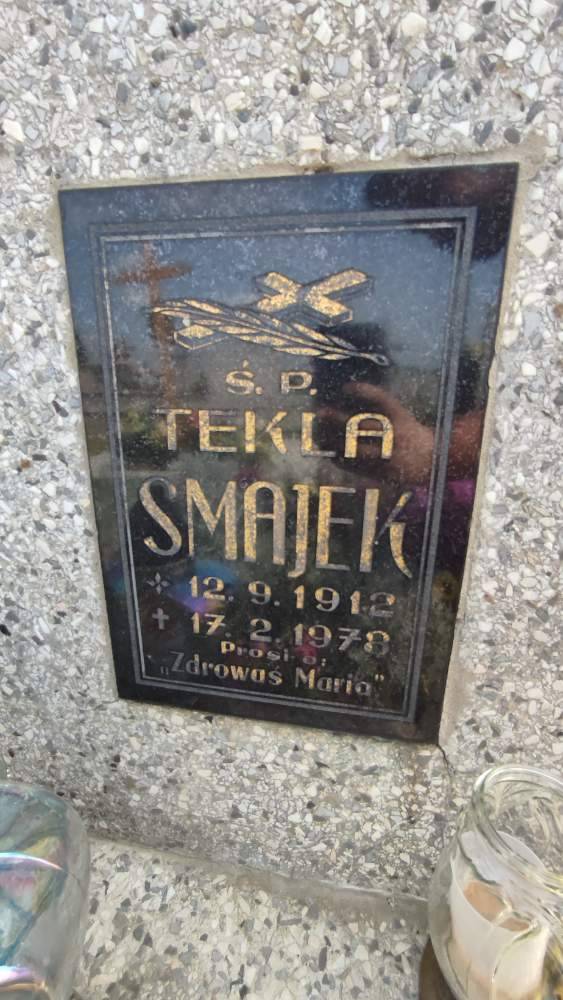 Ś. P.
TEKLA
SMAJEK
12. 9. 1912
✝ 17. 2. 1978
Prosi o:
„Zdrowaś Maria”